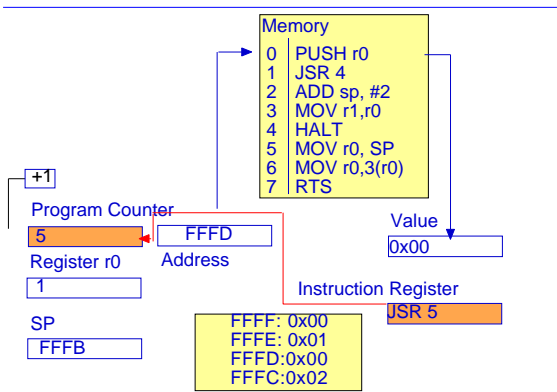 Memory
0 PUSH r0
1 JSR 4
2 ADD sp, #2
3 MOV r1,r0
4 HALT
5 MOV r0, SP
6 MOV r0,3(r0)
7 RTS
+1
Program Counter
5
FFFD
Address
Value
0x00
Register r0
1
Instruction Register
JSR 5
SP
FFFB
FFFF: 0x00
FFFE: 0x01
FFFD:0x00
FFFC:0x02